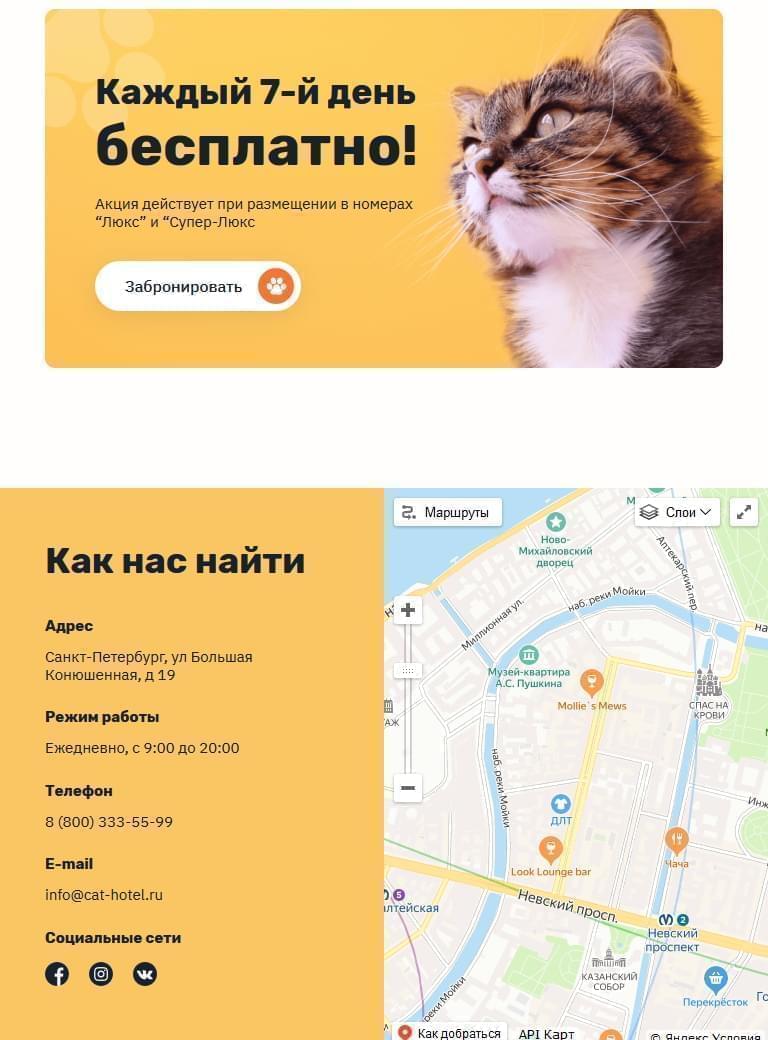 Каждый 7-й день
бесплатно!
Акция действует при размещении в номерах
“Люкс” и “Супер-Люкс
Забронировать
Как нас найти
Адрес
Санкт-Петербург, ул Большая
Конюшенная, д 19
Режим работы
Ежедневно, с 9:00 до 20:00
Телефон
8 (800) 333-55-99
E-mail
info@cat-hotel.ru
Социальные сети
Маршруты
Слои
Ново-
Михайловский
дворец
Аптекарский пер.
наб. реки Мойки
Миллионная ул.
Музей-квартира
А.С. Пушкина
Mollie`s Mews
СПАС НА
КРОВИ
наб. реки Мойки
ДЛТ
Look Lounge bar
Чача
5
Невский просп.
2
Невский
проспект
КАЗАНСКИЙ
СОБОР
Перекрёсток
Как добраться
API Карт
© Яндекс Условия